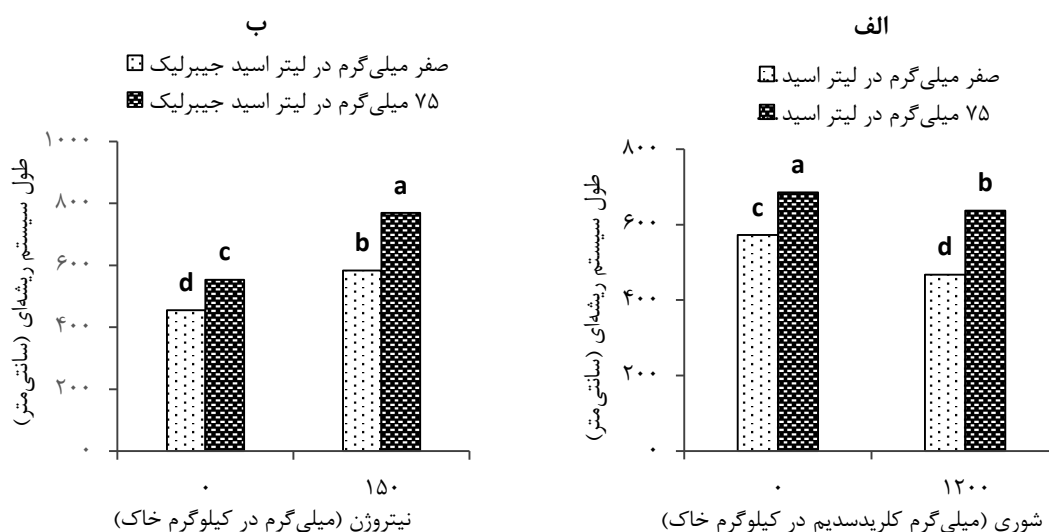 الف
صفر میلی‌گرم در لیتر اسید
۷۵ میلی‌گرم در لیتر اسید
طول سیستم ریشه‌ای (سانتی‌متر)
۸۰۰
۶۰۰
۴۰۰
۲۰۰
۰
c
a
d
b
۰
۱۲۰۰
شوری (میلی‌گرم کلریدسدیم در کیلوگرم خاک)
ب
صفر میلی‌گرم در لیتر اسید جیبرلیک
۷۵ میلی‌گرم در لیتر اسید جیبرلیک
طول سیستم ریشه‌ای (سانتی‌متر)
۱۰۰۰
۸۰۰
۶۰۰
۴۰۰
۲۰۰
۰
d
c
b
a
۰
۱۵۰
نیتروژن (میلی‌گرم در کیلوگرم خاک)